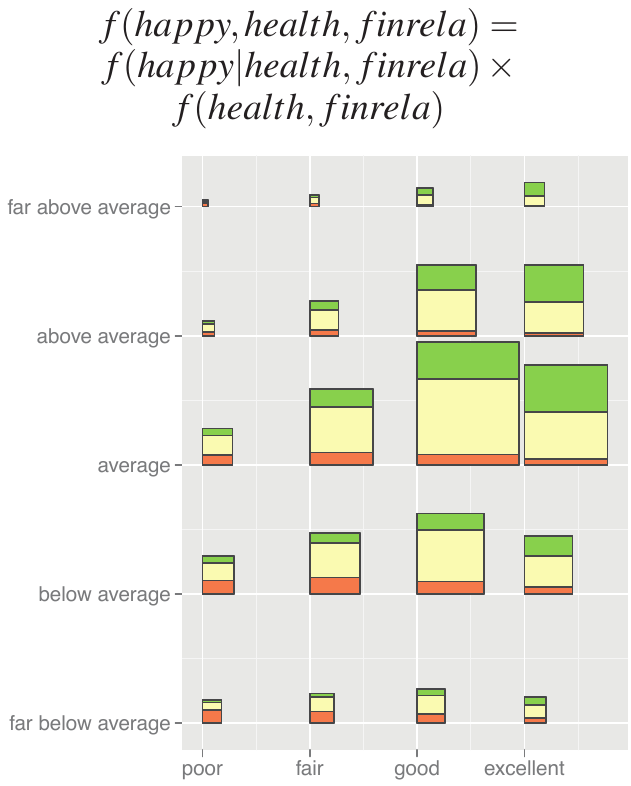 f(happy, health, finrela) =
f(happy|health, finrela) ×
f(health, finrela)
far above average
above average
average
below average
far below average
poor fair good excellent